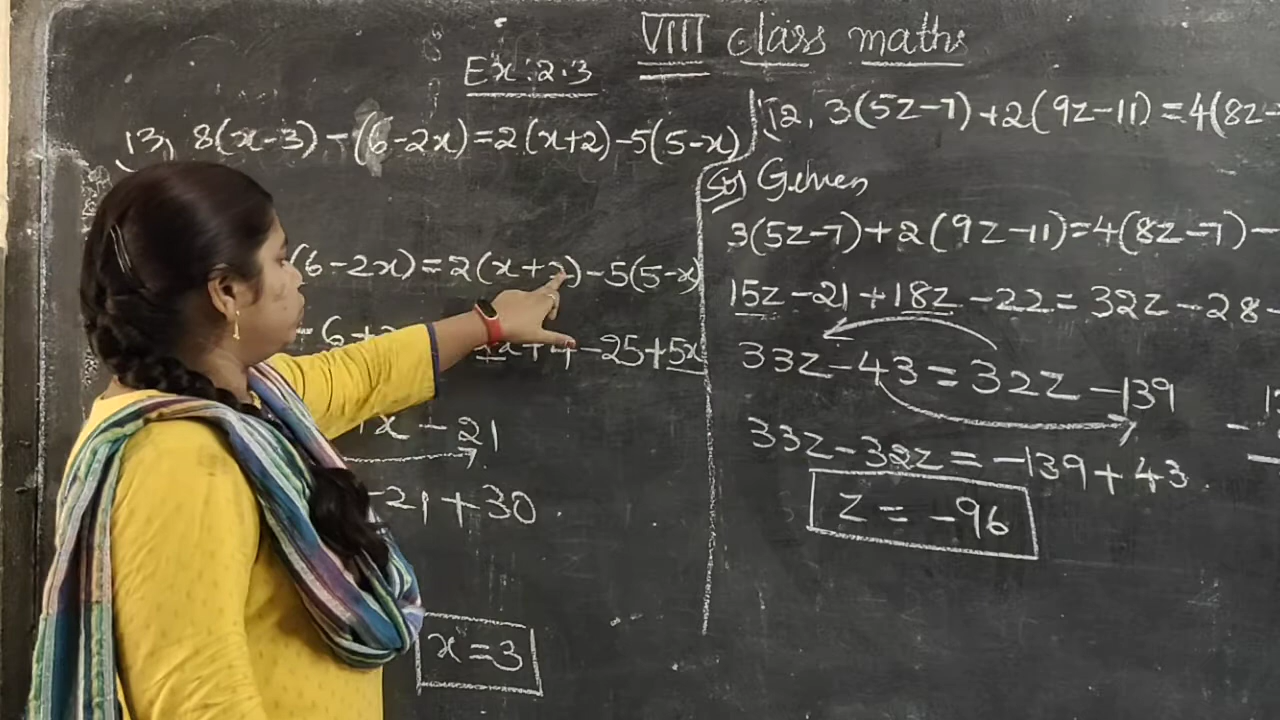 VIII class maths
Ex: 2.3
13, 8(x-3) - (6-2x) = 2(x+2) - 5(5-x)
(6-2x) = 2(x+2) - 5(5-x)
- 6 + 2x + 4 - 25 + 5x
x - 21
-21 + 30
x = 3
12, 3(5z-7) + 2(9z-11) = 4(8z-
Sol) Given
3(5z-7) + 2(9z-11) = 4(8z-7) -
15z - 21 + 18z - 22 = 32z - 28 -
33z - 43 = 32z - 139
33z - 32z = -139 + 43
z = -96